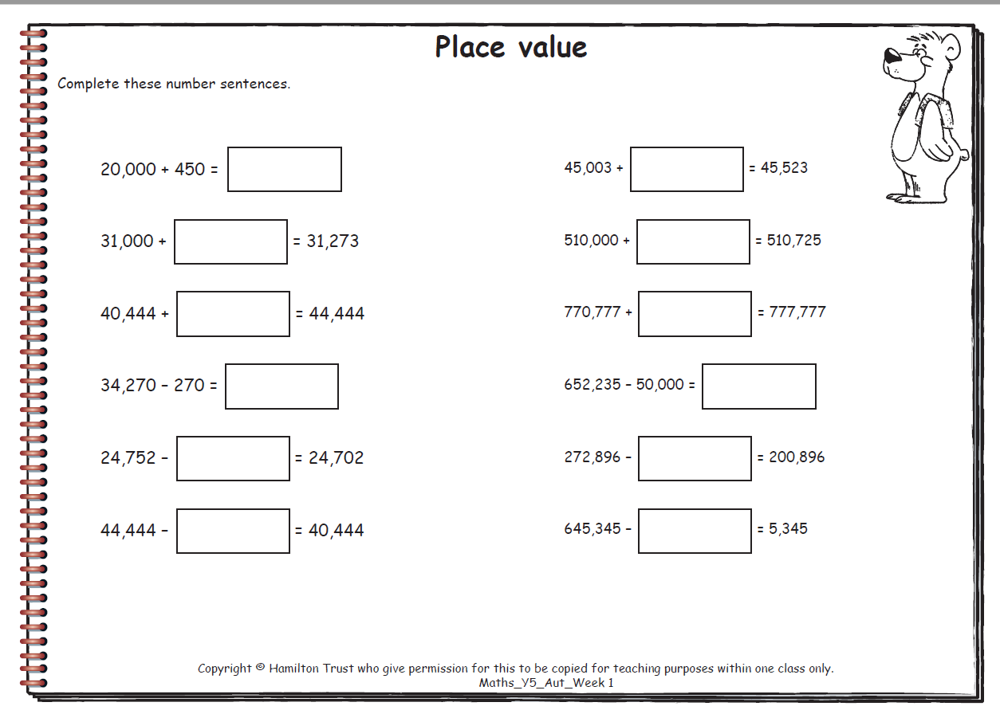 Place value
Complete these number sentences.
20,000 + 450 =
31,000 + = 31,273
40,444 + = 44,444
34,270 – 270 =
24,752 – = 24,702
44,444 – = 40,444
45,003 + = 45,523
510,000 + = 510,725
770,777 + = 777,777
652,235 – 50,000 =
272,896 – = 200,896
645,345 – = 5,345
Copyright © Hamilton Trust who give permission for this to be copied for teaching purposes within one class only.
Maths_Y5_Aut_Week 1